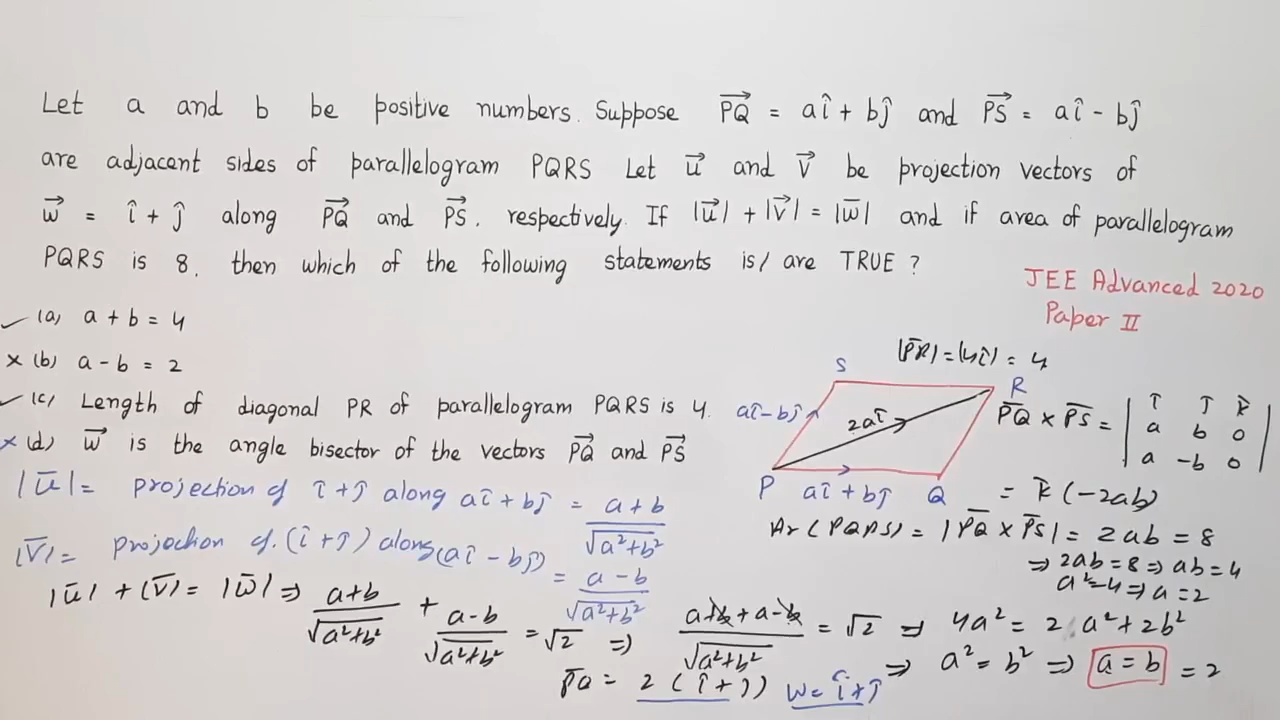 Let a and b be positive numbers. Suppose PQ⃗ = aî + bĵ and PS⃗ = aî - bĵ
are adjacent sides of parallelogram PQRS Let u⃗ and v⃗ be projection vectors of
w⃗ = î + ĵ along PQ⃗ and PS⃗. respectively. If |u⃗| + |v⃗| = |w̅| and if area of parallelogram
PQRS is 8. then which of the following statements is/are TRUE ?
JEE Advanced 2020
Paper II
✓ (a) a + b = 4
× (b) a - b = 2
✓ (c) Length of diagonal PR of parallelogram PQRS is 4.
× (d) w⃗ is the angle bisector of the vectors PQ⃗ and PS⃗
|P̅R̅| = |4î| = 4
S
R
aî - bĵ
2aî
P
aî + bĵ
Q
P̅Q̅ × P̅S̅ = | i̅ j̅ k̅ |
| a b 0 |
| a -b 0 |
= k̅ (-2ab)
Ar (PQRS) = |P̅Q̅ × P̅S̅| = 2ab = 8
⇒ 2ab = 8 ⇒ ab = 4
a² = 4 ⇒ a = 2
|u̅| = projection of i̅ + j̅ along aî + bĵ = a + b / √a²+b²
|v̅| = projection of (î + j̅) along (aî - bĵ) = a - b / √a²+b²
|u̅| + |v̅| = |w̅| ⇒ a+b / √a²+b² + a-b / √a²+b² = √2 ⇒ a+b + a-b / √a²+b² = √2 ⇒ 4a² = 2a² + 2b²
⇒ a² = b² ⇒ a = b = 2
P̅Q̅ = 2 (î + j) w = î + j̅